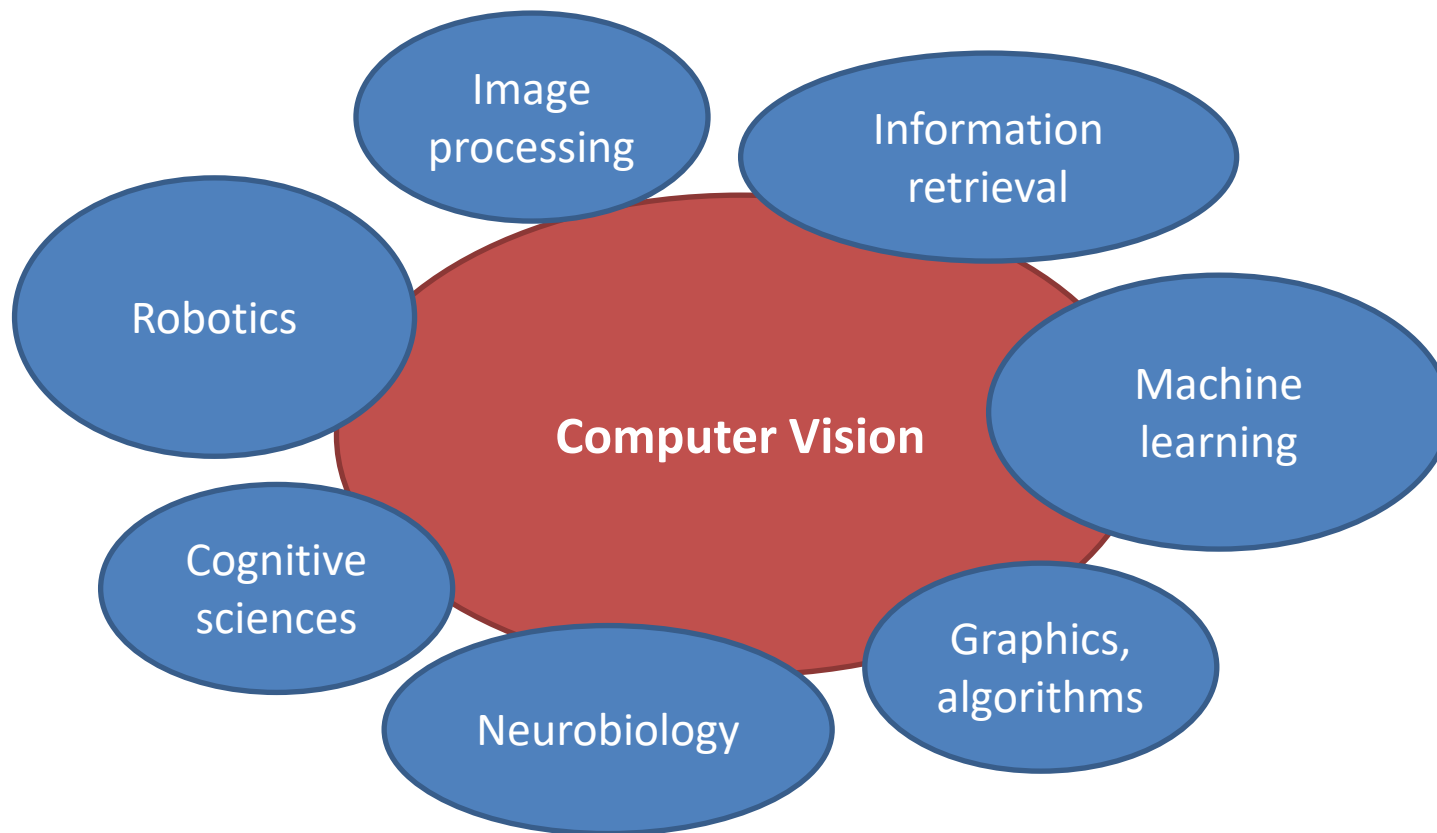 Image
processing
Information
retrieval
Robotics
Machine
learning
Computer Vision
Cognitive
sciences
Graphics,
algorithms
Neurobiology